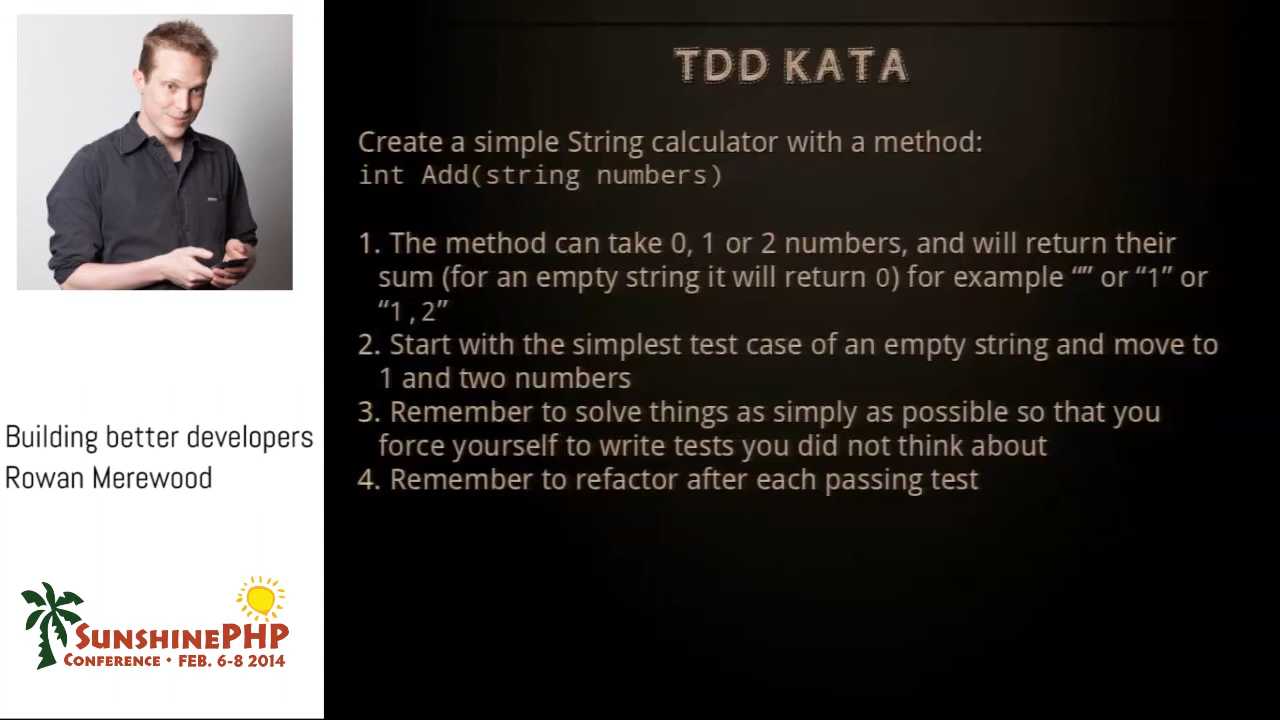 TDD KATA
Create a simple String calculator with a method:
int Add(string numbers)
1. The method can take 0, 1 or 2 numbers, and will return their
sum (for an empty string it will return 0) for example “” or “1” or
“1,2”
2. Start with the simplest test case of an empty string and move to
1 and two numbers
3. Remember to solve things as simply as possible so that you
force yourself to write tests you did not think about
4. Remember to refactor after each passing test
Building better developers
Rowan Merewood
SUNSHINEPHP
CONFERENCE • FEB. 6-8 2014